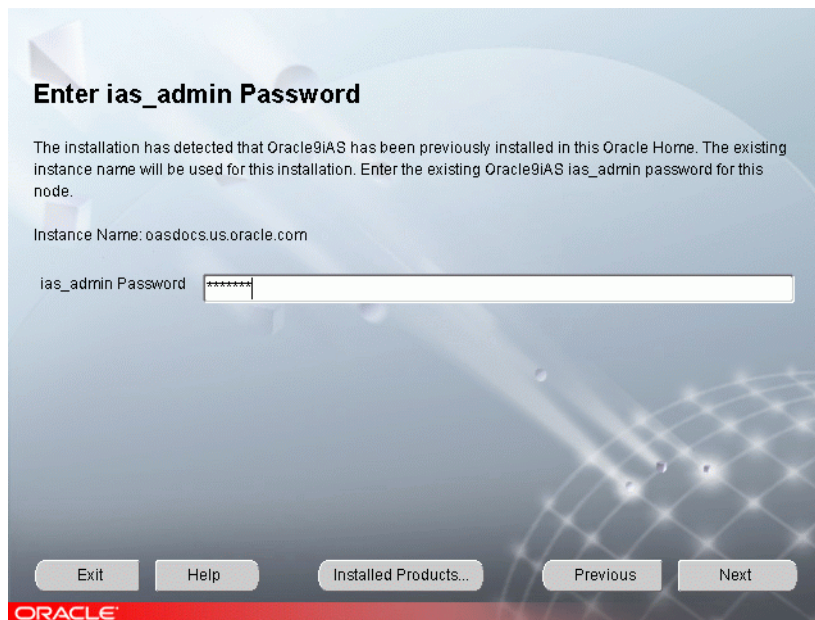 Enter ias_admin Password
The installation has detected that Oracle9iAS has been previously installed in this Oracle Home. The existing
instance name will be used for this installation. Enter the existing Oracle9iAS ias_admin password for this
node.
Instance Name: oasdocs.us.oracle.com
ias_admin Password *******
Exit Help Installed Products... Previous Next
ORACLE